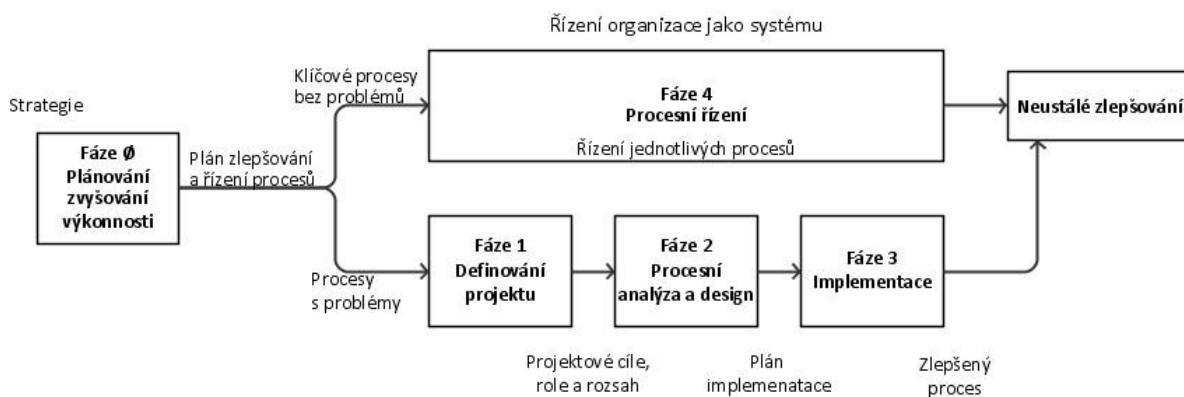 Řízení organizace jako systému
Klíčové procesy
bez problémů
Fáze 4
Procesní řízení
Řízení jednotlivých procesů
Neustálé zlepšování
Strategie
Fáze Ø
Plánování
zvyšování
výkonnosti
Plán zlepšování
a řízení procesů
Procesy
s problémy
Fáze 1
Definování
projektu
Fáze 2
Procesní
analýza a design
Fáze 3
Implementace
Projektové cíle,
role a rozsah
Plán
implemenatace
Zlepšený
proces